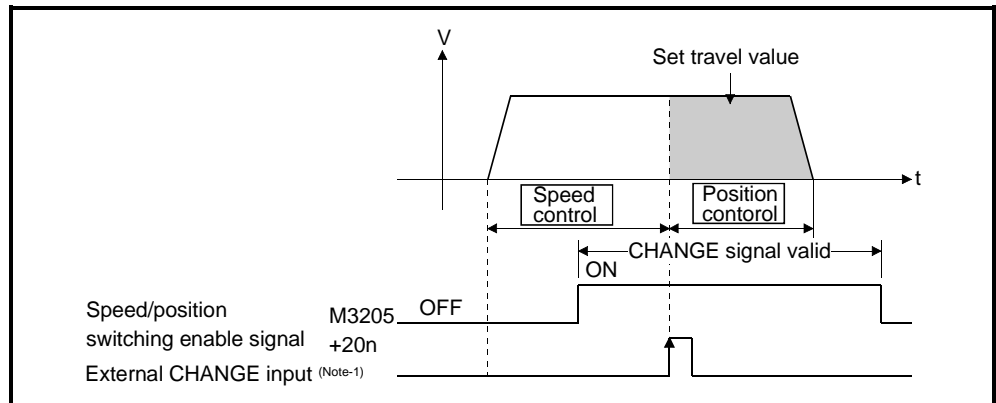 V
Set travel value
t
Speed
control
Position
contorol
CHANGE signal valid
ON
Speed/position
switching enable signal
M3205
+20n
OFF
External CHANGE input (Note-1)